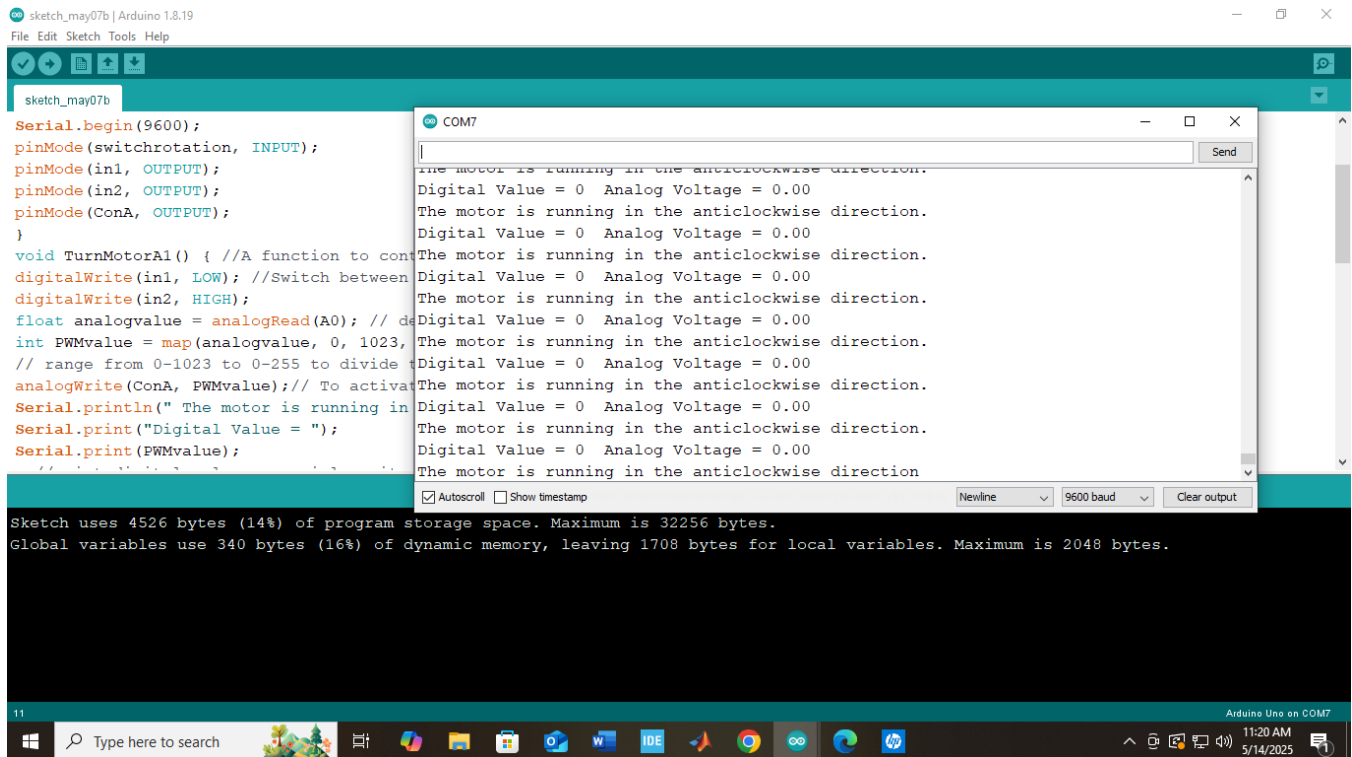 sketch_may07b | Arduino 1.8.19
File Edit Sketch Tools Help
sketch_may07b
Serial.begin(9600);
pinMode(switchrotation, INPUT);
pinMode(in1, OUTPUT);
pinMode(in2, OUTPUT);
pinMode(ConA, OUTPUT);
}
void TurnMotorA1() { //A function to cont
digitalWrite(in1, LOW); //Switch between
digitalWrite(in2, HIGH);
float analogvalue = analogRead(A0); // de
int PWMvalue = map(analogvalue, 0, 1023,
// range from 0-1023 to 0-255 to divide t
analogWrite(ConA, PWMvalue);// To activat
Serial.println(" The motor is running in
Serial.print("Digital Value = ");
Serial.print(PWMvalue);
COM7
Send
The motor is running in the anticlockwise direction.
Digital Value = 0  Analog Voltage = 0.00
The motor is running in the anticlockwise direction.
Digital Value = 0  Analog Voltage = 0.00
The motor is running in the anticlockwise direction.
Digital Value = 0  Analog Voltage = 0.00
The motor is running in the anticlockwise direction.
Digital Value = 0  Analog Voltage = 0.00
The motor is running in the anticlockwise direction.
Digital Value = 0  Analog Voltage = 0.00
The motor is running in the anticlockwise direction.
Digital Value = 0  Analog Voltage = 0.00
The motor is running in the anticlockwise direction.
Digital Value = 0  Analog Voltage = 0.00
The motor is running in the anticlockwise direction
Autoscroll Show timestamp Newline 9600 baud Clear output
Sketch uses 4526 bytes (14%) of program storage space. Maximum is 32256 bytes.
Global variables use 340 bytes (16%) of dynamic memory, leaving 1708 bytes for local variables. Maximum is 2048 bytes.
11 Arduino Uno on COM7
Type here to search
IDE
hp
11:20 AM
5/14/2025
1